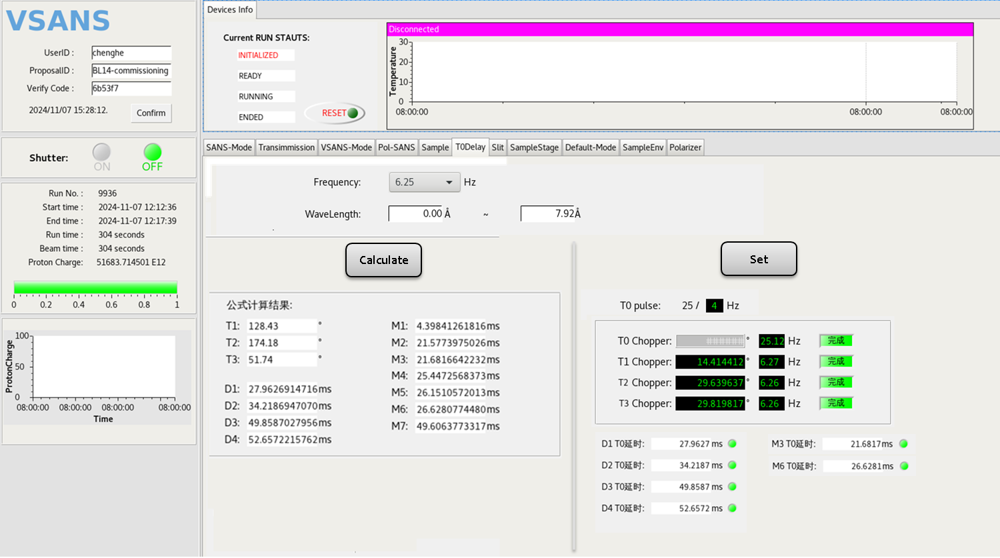 VSANS
UserID : chenghe
ProposalID : BL14-commissioning
Verify Code : 6b53f7
2024/11/07 15:28:12. Confirm
Shutter: ON OFF
Run No. : 9936
Start time : 2024-11-07 12:12:36
End time : 2024-11-07 12:17:39
Run time : 304 seconds
Beam time : 304 seconds
Proton Charge: 51683.714501 E12
0 0.2 0.4 0.6 0.8 1
ProtonCharge
100
50
0
08:00:00 08:00:00 08:00:00 08:00:00
Time
Devices Info
Current RUN STAUTS:
INITIALIZED
READY
RUNNING
ENDED
RESET
Disconnected
Temperature
30
20
10
0
08:00:00 08:00:00 08:00:00
SANS-Mode Transimmission VSANS-Mode Pol-SANS Sample T0Delay Slit SampleStage Default-Mode SampleEnv Polarizer
Frequency: 6.25 Hz
WaveLength: 0.00 Å ~ 7.92 Å
Calculate
公式计算结果:
T1: 128.43 °
T2: 174.18 °
T3: 51.74 °
D1: 27.9626914716ms
D2: 34.2186947070ms
D3: 49.8587027956ms
D4: 52.6572215762ms
M1: 4.39841261816ms
M2: 21.5773975026ms
M3: 21.6816642232ms
M4: 25.4472568373ms
M5: 26.1510572013ms
M6: 26.6280774480ms
M7: 49.6063773317ms
Set
T0 pulse: 25 / 4 Hz
T0 Chopper: ###### ° 25.12 Hz 完成
T1 Chopper: 14.414412 ° 6.27 Hz 完成
T2 Chopper: 29.639637 ° 6.26 Hz 完成
T3 Chopper: 29.819817 ° 6.26 Hz 完成
D1 T0延时: 27.9627 ms
D2 T0延时: 34.2187 ms
D3 T0延时: 49.8587 ms
D4 T0延时: 52.6572 ms
M3 T0延时: 21.6817ms
M6 T0延时: 26.6281ms